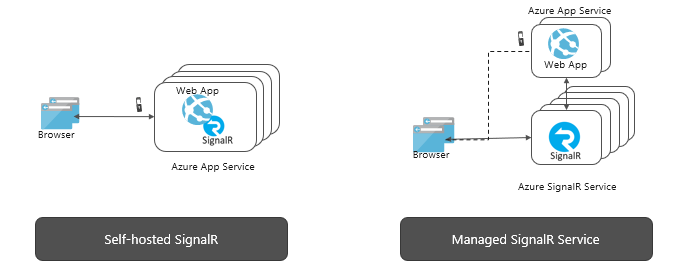 Web App
SignalR
Browser
Azure App Service
Self-hosted SignalR
Azure App Service
Web App
Browser
SignalR
Azure SignalR Service
Managed SignalR Service